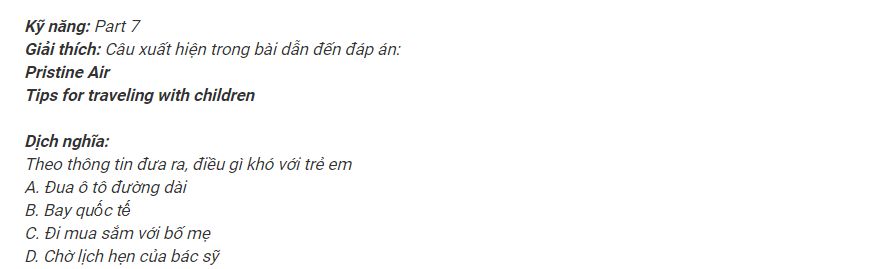 Kỹ năng: Part 7
Giải thích: Câu xuất hiện trong bài dẫn đến đáp án:
Pristine Air
Tips for traveling with children
Dịch nghĩa:
Theo thông tin đưa ra, điều gì khó với trẻ em
A. Đua ô tô đường dài
B. Bay quốc tế
C. Đi mua sắm với bố mẹ
D. Chờ lịch hẹn của bác sỹ